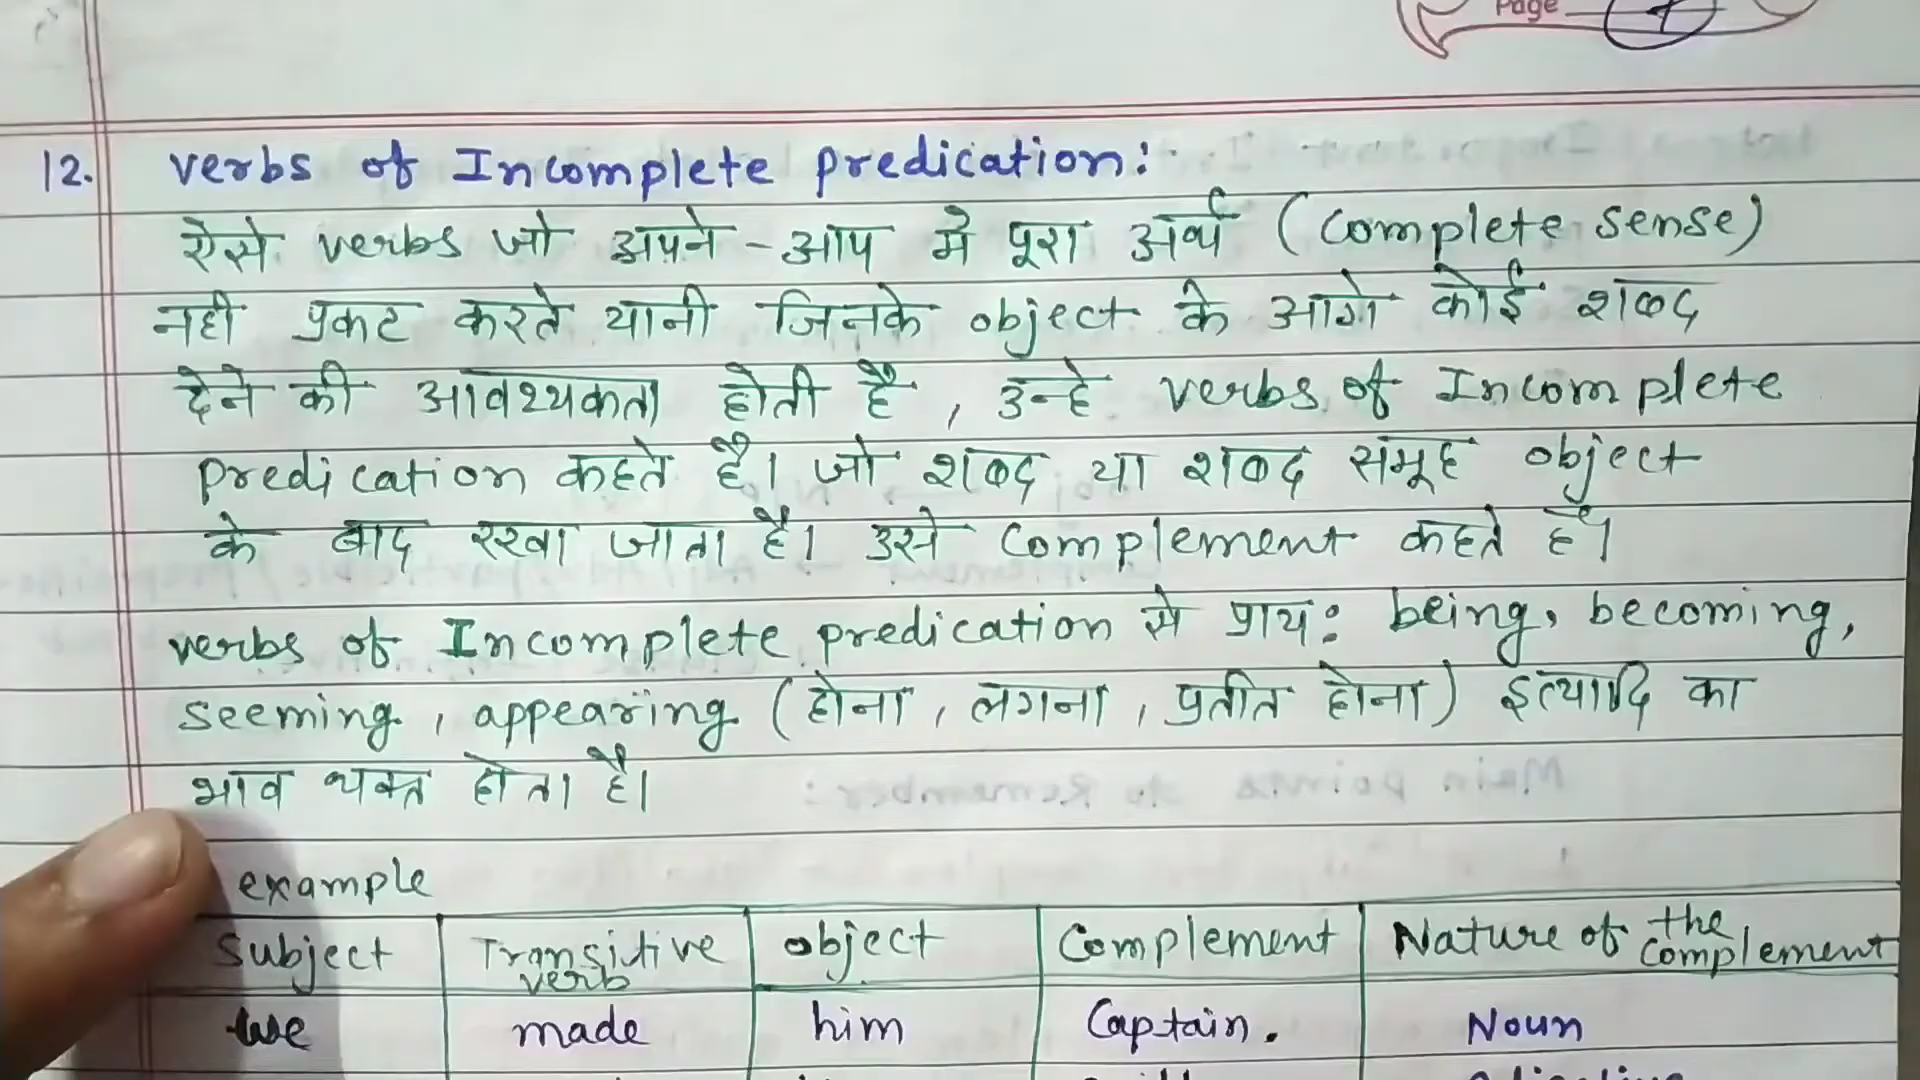 Page 1
12. verbs of Incomplete predication:
ऐसे verbs जो अपने - आप मे पूरा अर्थ (Complete sense)
नही प्रकट करते यानी जिनके object के आगे कोई शब्द
देने की आवश्यकता होती है, उन्हे verbs of Incomplete
predication कहते है। जो शब्द या शब्द समूह object
के बाद रखा जाता है। उसे Complement कहते हैं।
verbs of Incomplete predication से प्राय: being, becoming,
seeming, appearing (होना, लगना, प्रतीत होना) इत्यादि का
भाव व्यक्त होता है।
example
Subject Transitive verb object Complement Nature of the complement
we made him Captain. Noun